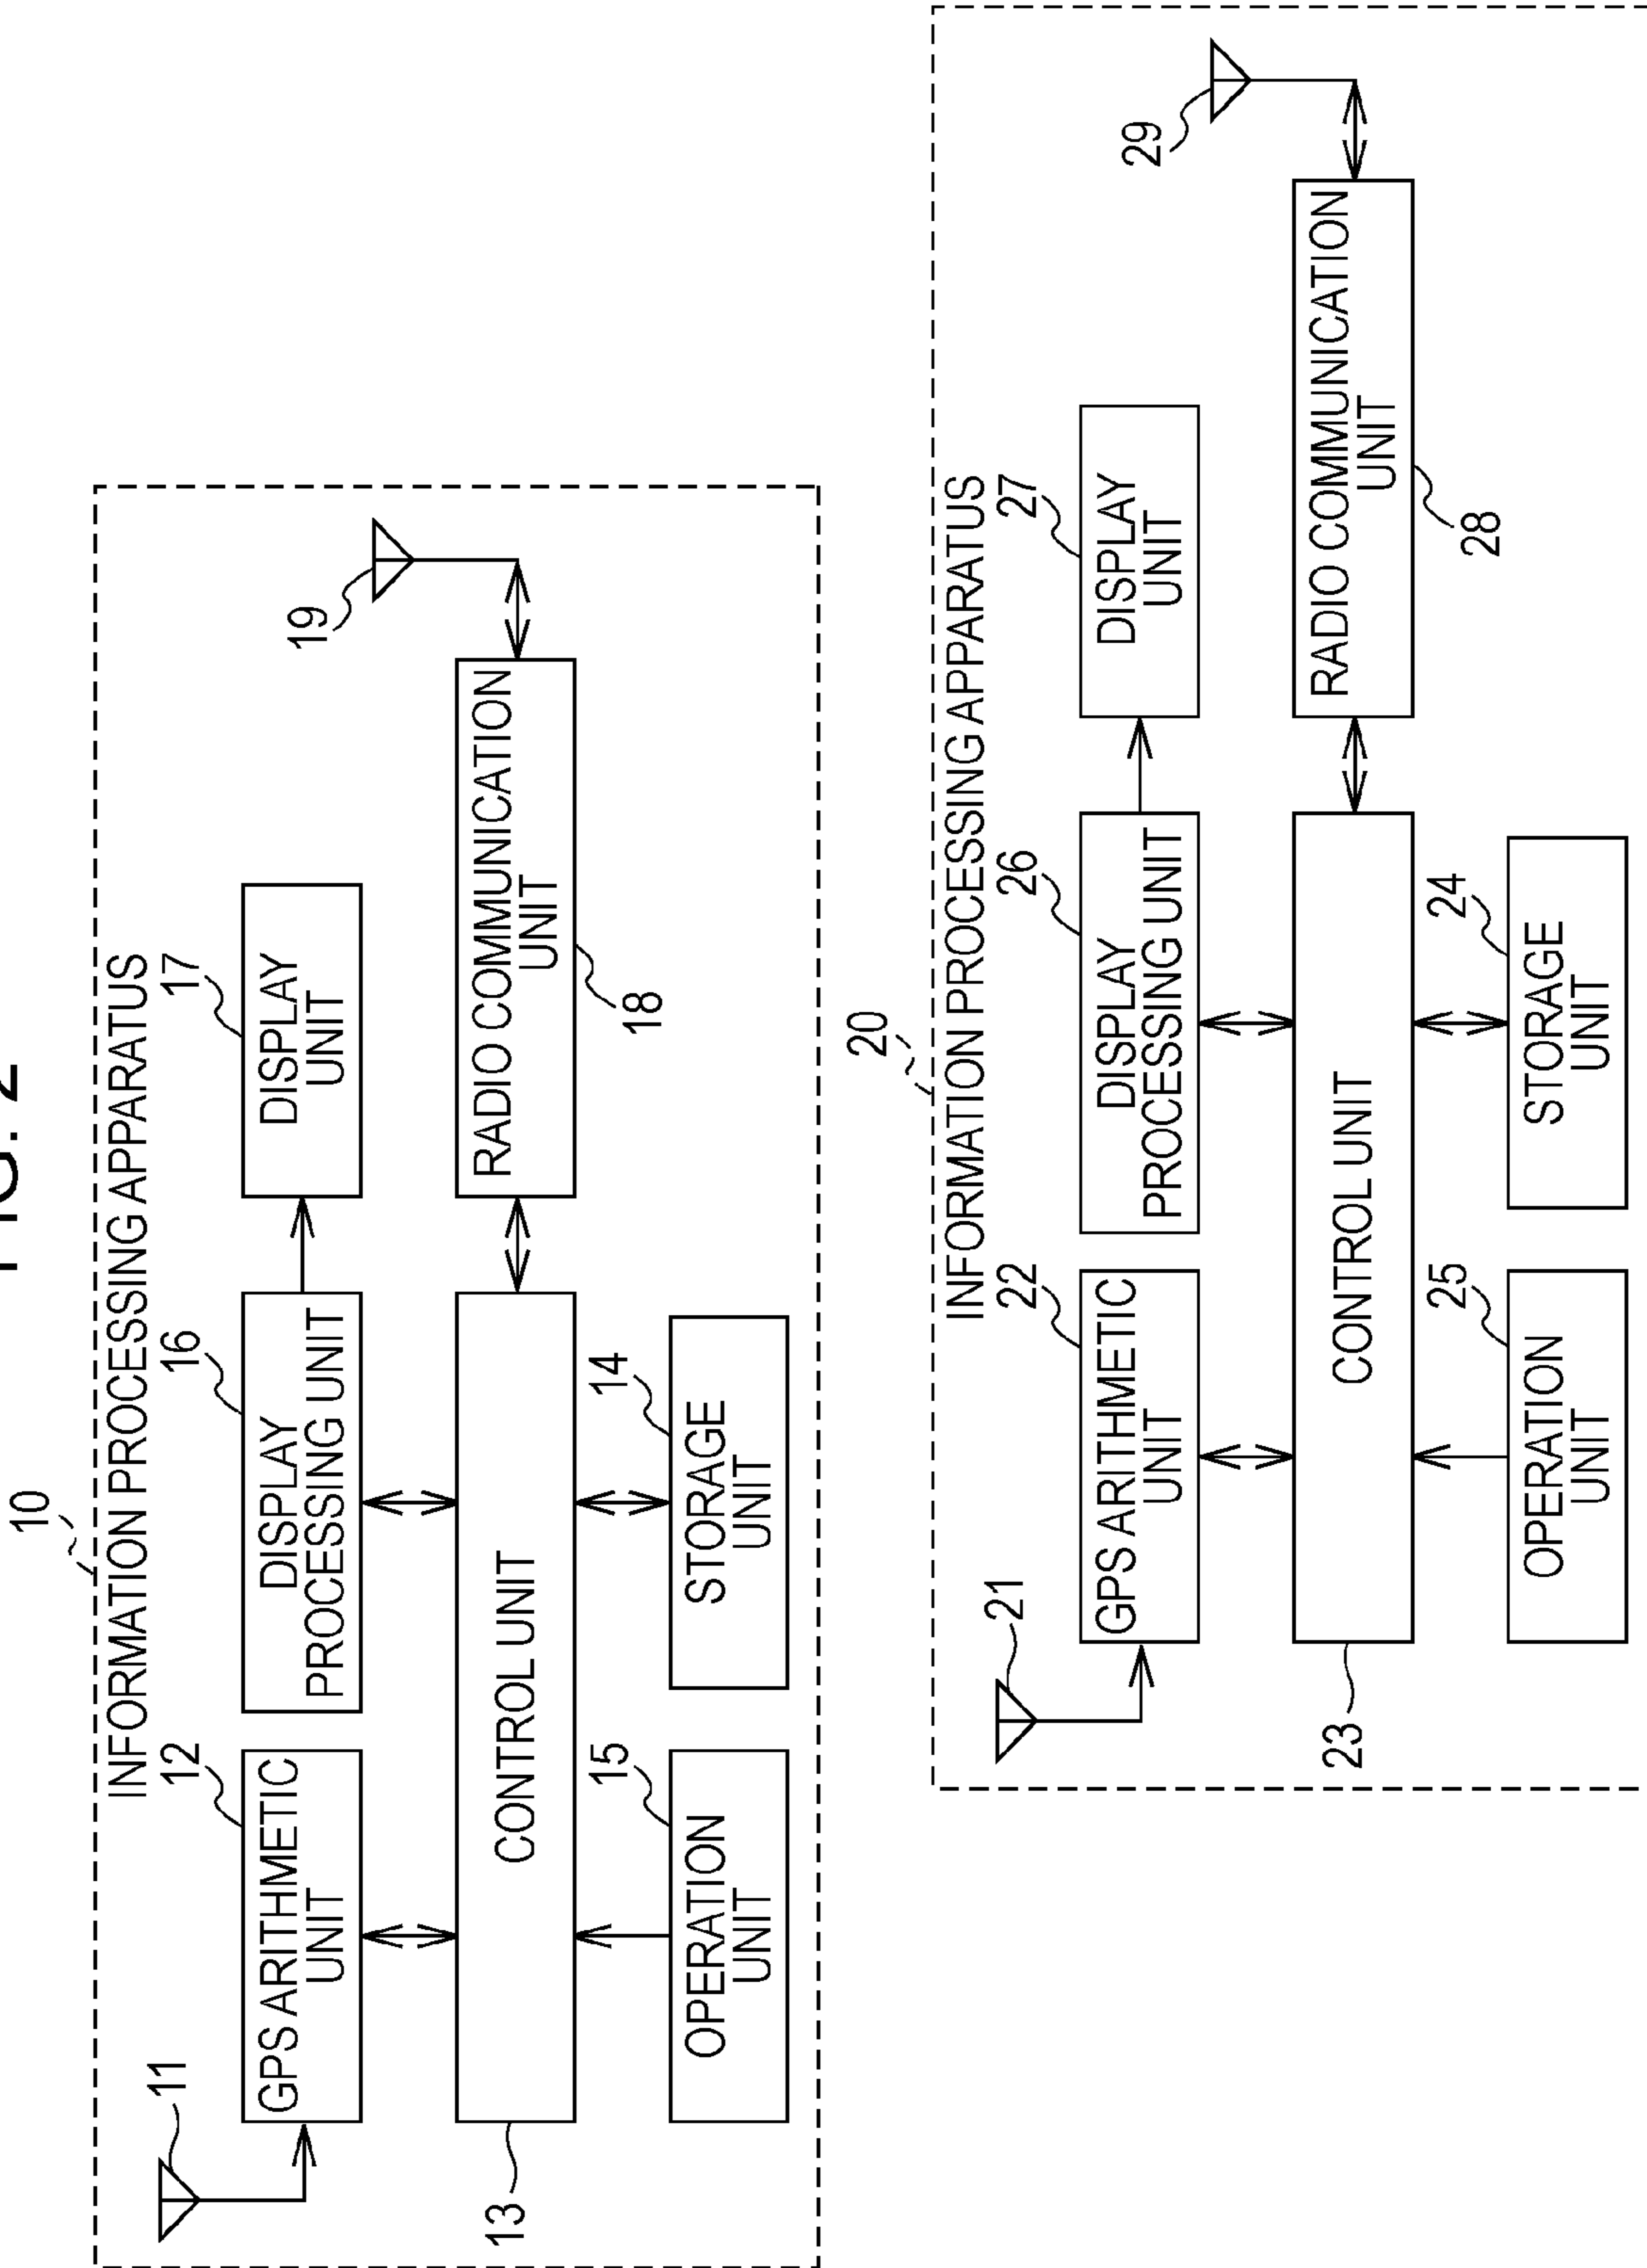 FIG. 2
10
INFORMATION PROCESSING APPARATUS
11
12
GPS ARITHMETIC
UNIT
16
DISPLAY
PROCESSING UNIT
17
DISPLAY
UNIT
19
13
CONTROL UNIT
RADIO COMMUNICATION
UNIT
18
15
OPERATION
UNIT
14
STORAGE
UNIT
20
INFORMATION PROCESSING APPARATUS
21
22
GPS ARITHMETIC
UNIT
26
DISPLAY
PROCESSING UNIT
27
DISPLAY
UNIT
29
23
CONTROL UNIT
RADIO COMMUNICATION
UNIT
28
25
OPERATION
UNIT
24
STORAGE
UNIT